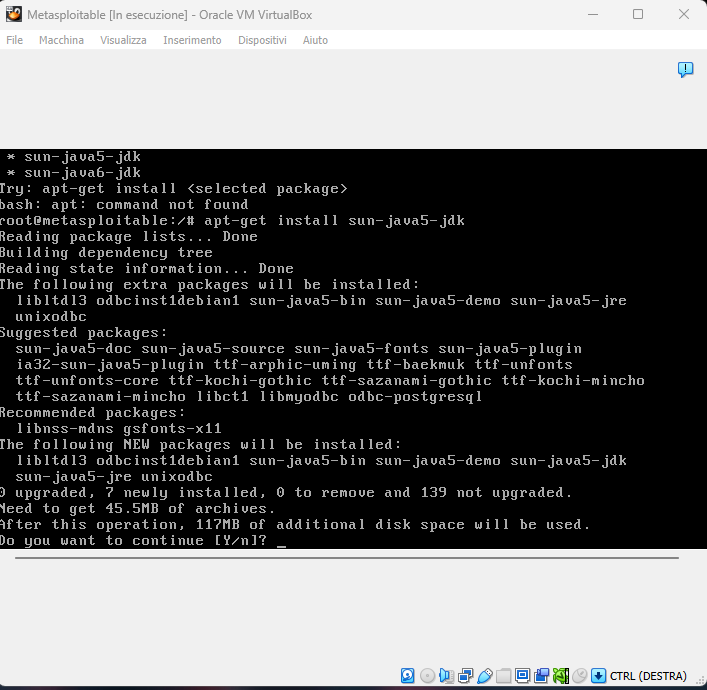 Metasploitable [In esecuzione] - Oracle VM VirtualBox
File Macchina Visualizza Inserimento Dispositivi Aiuto
* sun-java5-jdk
* sun-java6-jdk
Try: apt-get install <selected package>
bash: apt: command not found
root@metasploitable:/# apt-get install sun-java5-jdk
Reading package lists... Done
Building dependency tree
Reading state information... Done
The following extra packages will be installed:
libltdl3 odbcinst1debian1 sun-java5-bin sun-java5-demo sun-java5-jre
unixodbc
Suggested packages:
sun-java5-doc sun-java5-source sun-java5-fonts sun-java5-plugin
ia32-sun-java5-plugin ttf-arphic-uming ttf-baekmuk ttf-unfonts
ttf-unfonts-core ttf-kochi-gothic ttf-sazanami-gothic ttf-kochi-mincho
ttf-sazanami-mincho libct1 libmyodbc odbc-postgresql
Recommended packages:
libnss-mdns gsfonts-x11
The following NEW packages will be installed:
libltdl3 odbcinst1debian1 sun-java5-bin sun-java5-demo sun-java5-jdk
sun-java5-jre unixodbc
0 upgraded, 7 newly installed, 0 to remove and 139 not upgraded.
Need to get 45.5MB of archives.
After this operation, 117MB of additional disk space will be used.
Do you want to continue [Y/n]? _
CTRL (DESTRA)